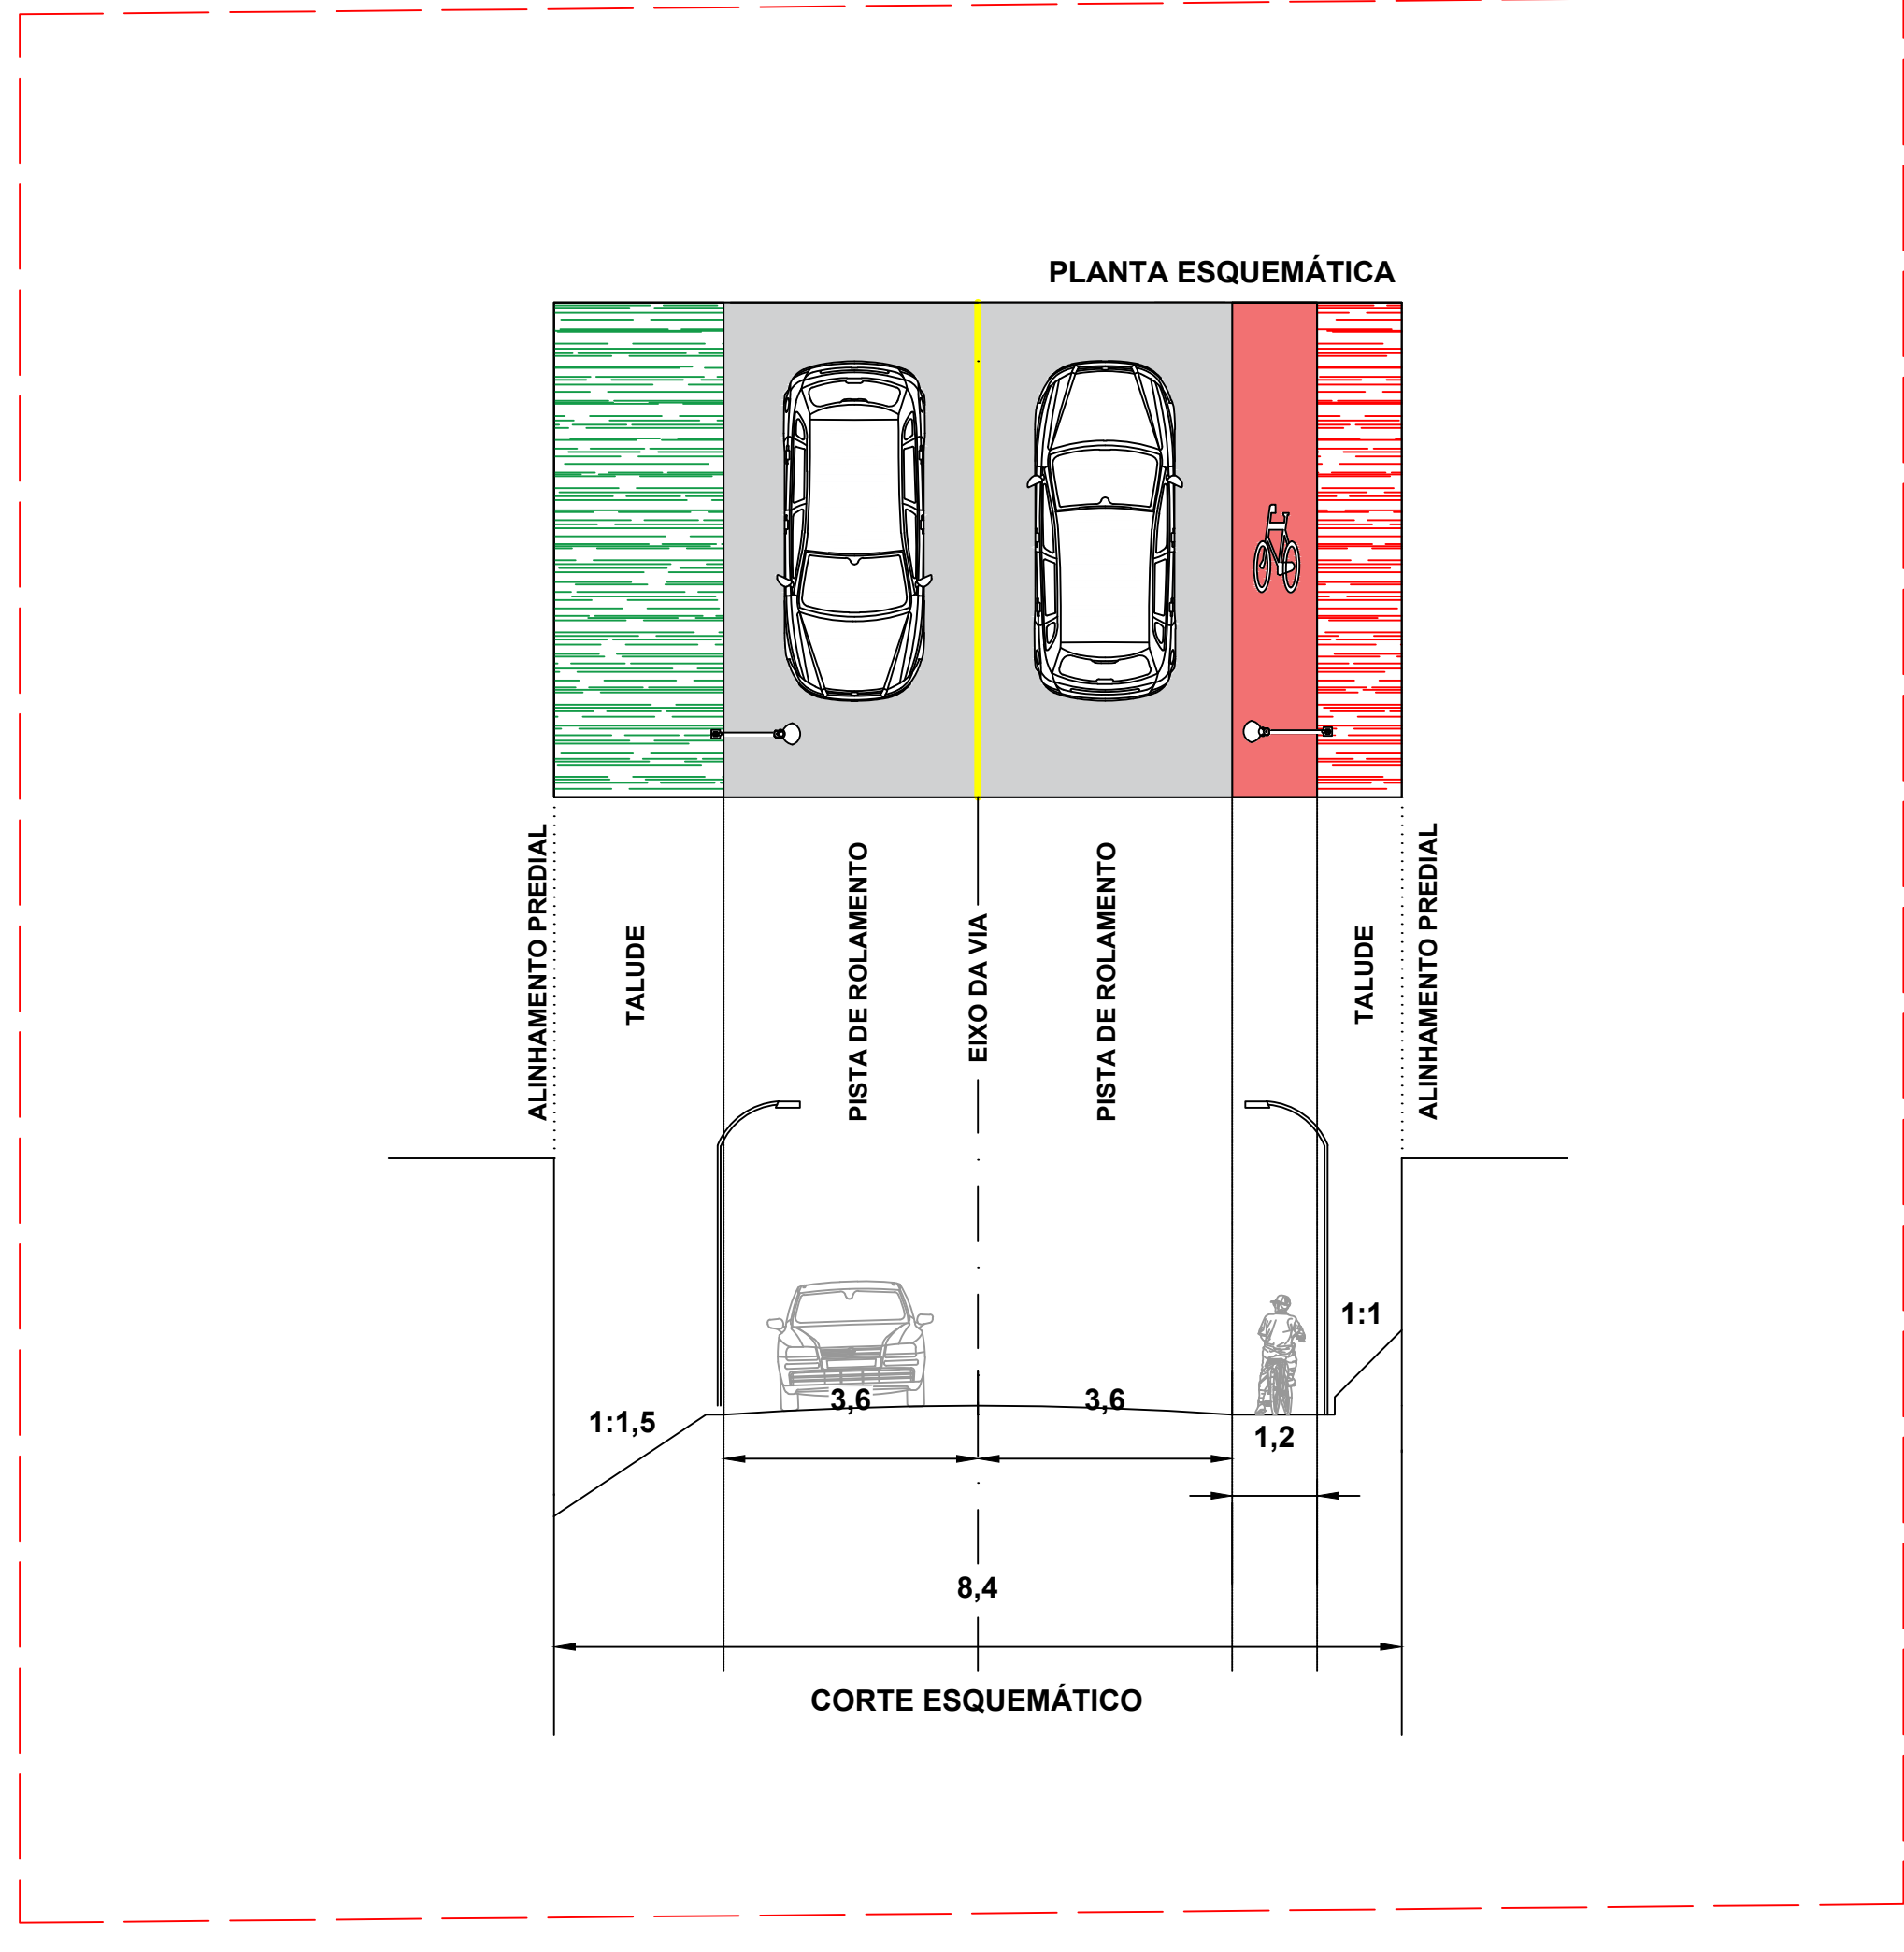 PLANTA ESQUEMÁTICA
ALINHAMENTO PREDIAL
TALUDE
PISTA DE ROLAMENTO
EIXO DA VIA
PISTA DE ROLAMENTO
TALUDE
ALINHAMENTO PREDIAL
1:1
3,6
3,6
1:1,5
1,2
8,4
CORTE ESQUEMÁTICO